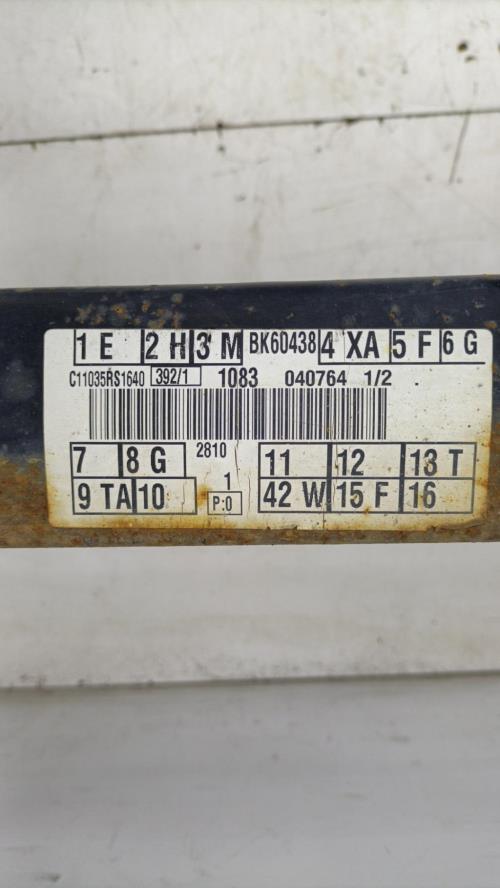 1 E 2 H 3 M BK60438 4 XA 5 F 6 G
C11035RS1640 392/1 1083 040764 1/2
7 8 G 2810 11 12 13 T
9 TA 10 1 P:0 42 W 15 F 16